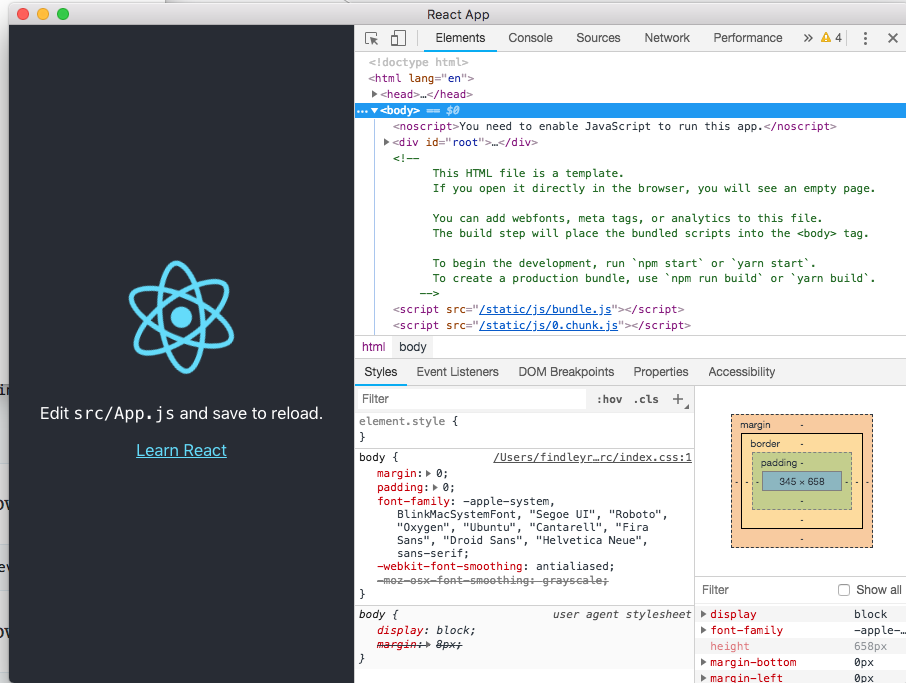 React App
Elements Console Sources Network Performance » 4
<!doctype html>
<html lang="en">
<head>…</head>
… <body> == $0
<noscript>You need to enable JavaScript to run this app.</noscript>
<div id="root">…</div>
<!--
This HTML file is a template.
If you open it directly in the browser, you will see an empty page.
You can add webfonts, meta tags, or analytics to this file.
The build step will place the bundled scripts into the <body> tag.
To begin the development, run `npm start` or `yarn start`.
To create a production bundle, use `npm run build` or `yarn build`.
-->
<script src="/static/js/bundle.js"></script>
<script src="/static/js/0.chunk.js"></script>
html body
Edit src/App.js and save to reload.
Learn React
Styles Event Listeners DOM Breakpoints Properties Accessibility
Filter :hov .cls +
element.style {
}
body { /Users/findleyr…rc/index.css:1
margin: 0;
padding: 0;
font-family: -apple-system,
BlinkMacSystemFont, "Segoe UI", "Roboto",
"Oxygen", "Ubuntu", "Cantarell", "Fira
Sans", "Droid Sans", "Helvetica Neue",
sans-serif;
-webkit-font-smoothing: antialiased;
-moz-osx-font-smoothing: grayscale;
}
body { user agent stylesheet
display: block;
margin: 8px;
}
margin -
border -
padding -
- - - 345 × 658 - - -
-
-
-
Filter Show all
display block
font-family -apple-…
height 658px
margin-bottom 0px
margin-left 0px